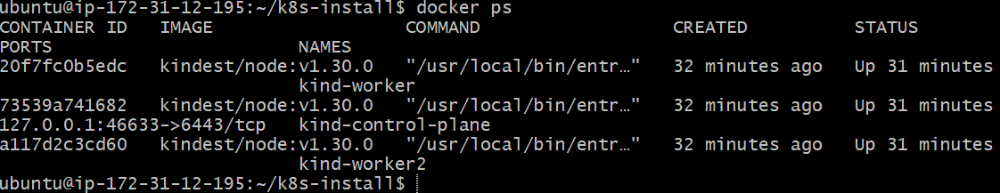 ubuntu@ip-172-31-12-195:~/k8s-install$ docker ps
CONTAINER ID   IMAGE                  COMMAND                  CREATED          STATUS
PORTS                       NAMES
20f7fc0b5edc   kindest/node:v1.30.0   "/usr/local/bin/entr…"   32 minutes ago   Up 31 minutes
                            kind-worker
73539a741682   kindest/node:v1.30.0   "/usr/local/bin/entr…"   32 minutes ago   Up 31 minutes
127.0.0.1:46633->6443/tcp   kind-control-plane
a117d2c3cd60   kindest/node:v1.30.0   "/usr/local/bin/entr…"   32 minutes ago   Up 31 minutes
                            kind-worker2
ubuntu@ip-172-31-12-195:~/k8s-install$